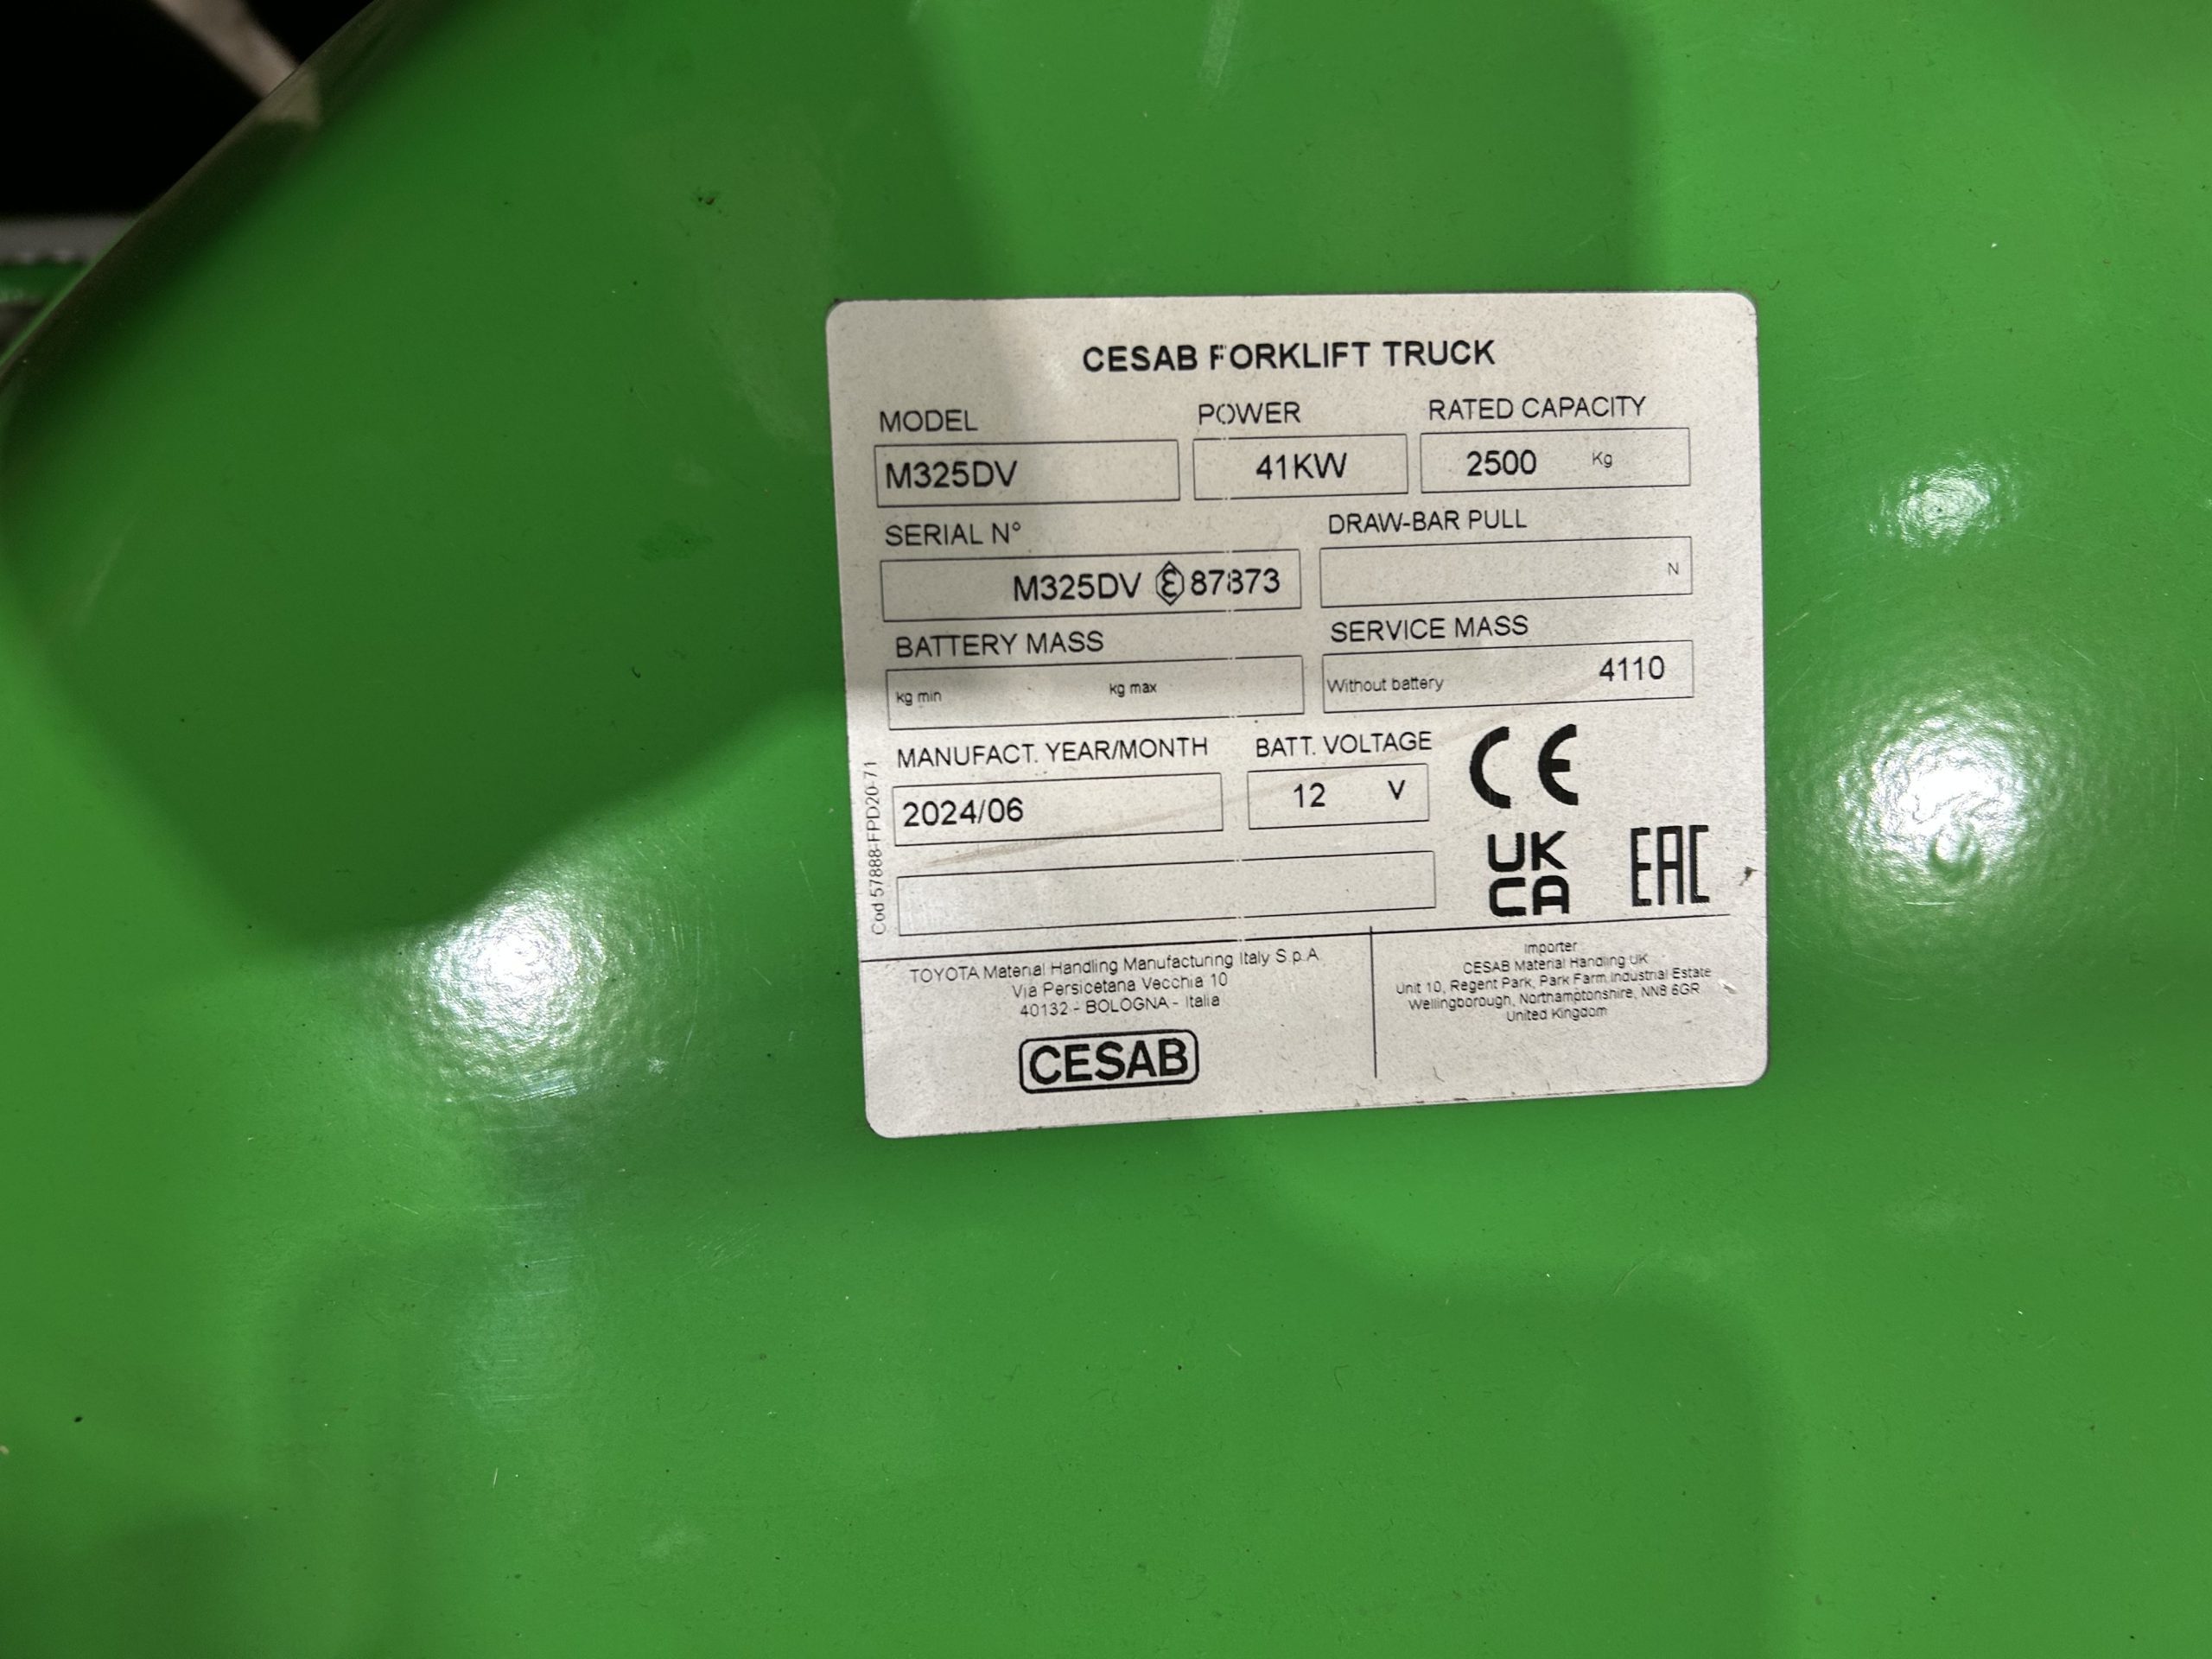 CESAB FORKLIFT TRUCK
MODEL POWER RATED CAPACITY
M325DV 41KW 2500 Kg
SERIAL N° DRAW-BAR PULL
M325DV E 87873 N
BATTERY MASS SERVICE MASS
kg min kg max Without battery 4110
MANUFACT. YEAR/MONTH BATT. VOLTAGE
2024/06 12 V
CE
UK
CA
EAC
Cod 57888-FPD20-71
TOYOTA Material Handling Manufacturing Italy S.p.A.
Via Persicetana Vecchia 10
40132 - BOLOGNA - Italia
CESAB
Importer
CESAB Material Handling UK
Unit 10, Regent Park, Park Farm Industrial Estate
Wellingborough, Northamptonshire, NN8 6GR
United Kingdom